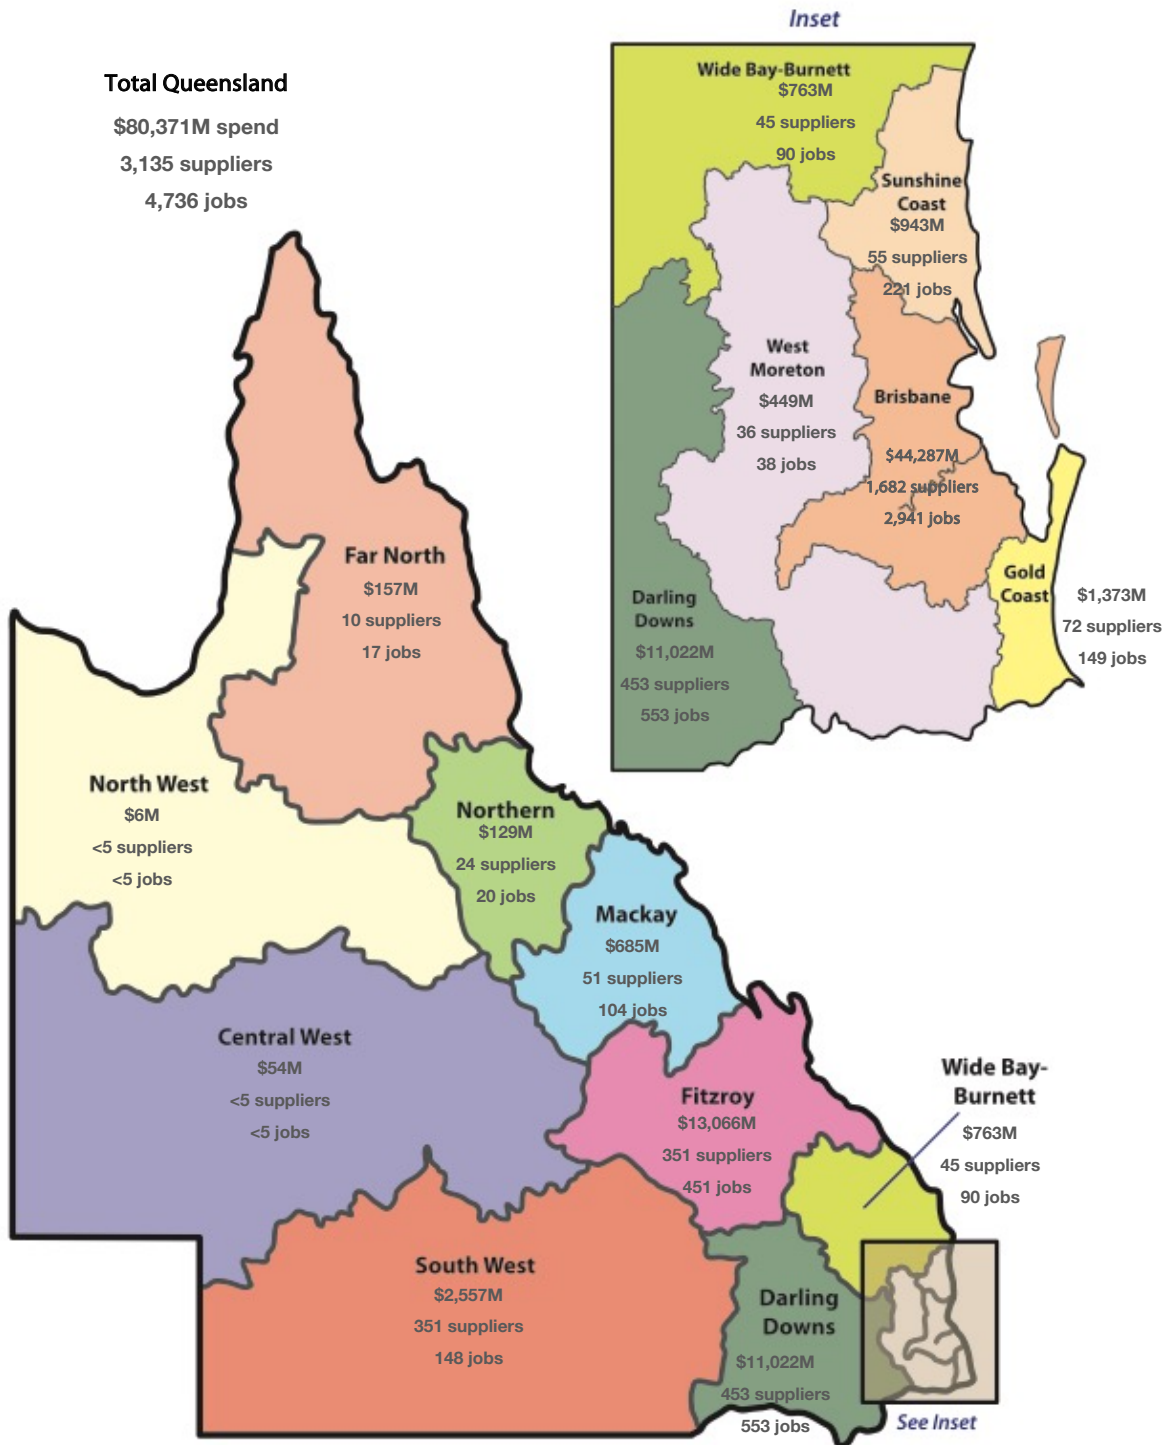 Inset
Total Queensland
$80,371M spend
3,135 suppliers
4,736 jobs
Wide Bay-Burnett
$763M
45 suppliers
90 jobs
Sunshine
Coast
$943M
55 suppliers
221 jobs
West
Moreton
$449M
36 suppliers
38 jobs
Brisbane
$44,287M
1,682 suppliers
2,941 jobs
Gold
Coast
$1,373M
72 suppliers
149 jobs
Darling
Downs
$11,022M
453 suppliers
553 jobs
Far North
$157M
10 suppliers
17 jobs
North West
$6M
<5 suppliers
<5 jobs
Northern
$129M
24 suppliers
20 jobs
Mackay
$685M
51 suppliers
104 jobs
Central West
$54M
<5 suppliers
<5 jobs
Fitzroy
$13,066M
351 suppliers
451 jobs
Wide Bay-
Burnett
$763M
45 suppliers
90 jobs
South West
$2,557M
351 suppliers
148 jobs
Darling
Downs
$11,022M
453 suppliers
553 jobs
See Inset